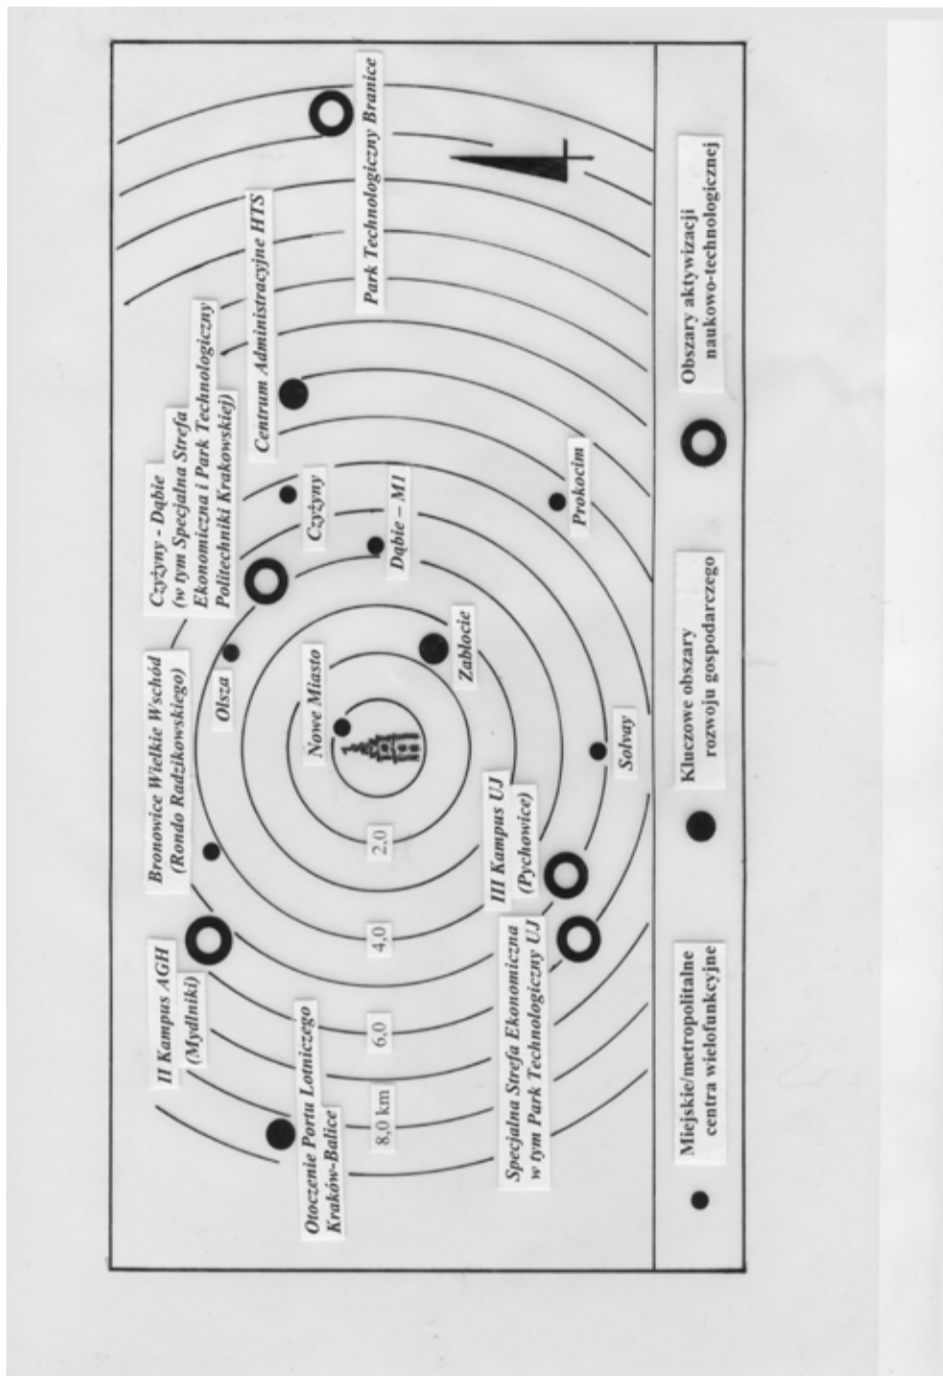 II Kampus AGH
(Mydlniki)
Bronowice Wielkie Wschód
(Rondo Radzikowskiego)
Olsza
Czyżyny - Dąbie
(w tym Specjalna Strefa
Ekonomiczna i Park Technologiczny
Politechniki Krakowskiej)
Centrum Administracyjne HTS
Czyżyny
Park Technologiczny Branice
Otoczenie Portu Lotniczego
Kraków-Balice
Nowe Miasto
Dąbie – M1
8,0 km
6,0
4,0
2,0
Zabłocie
Specjalna Strefa Ekonomiczna
w tym Park Technologiczny UJ
III Kampus UJ
(Pychowice)
Prokocim
Solvay
Miejskie/metropolitalne
centra wielofunkcyjne
Kluczowe obszary
rozwoju gospodarczego
Obszary aktywizacji
naukowo-technologicznej